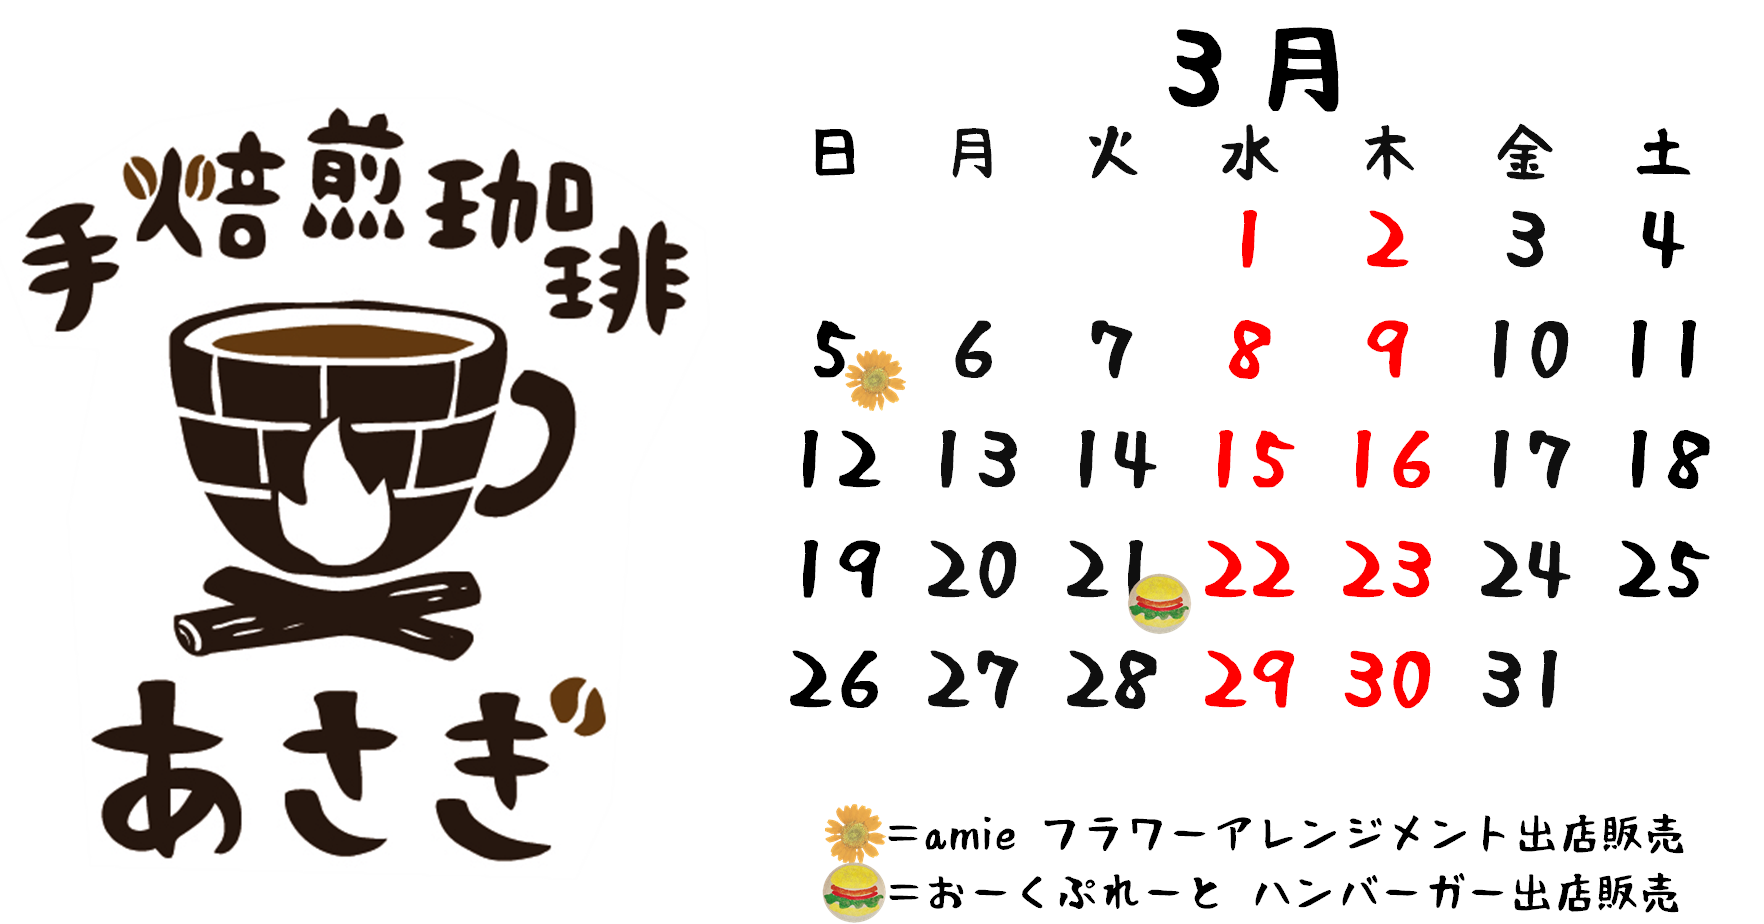 手焙煎珈琲
あさぎ
3月
日 月 火 水 木 金 土
1 2 3 4
5 6 7 8 9 10 11
12 13 14 15 16 17 18
19 20 21 22 23 24 25
26 27 28 29 30 31
=amie フラワーアレンジメント出店販売
=おーくぷれーと ハンバーガー出店販売